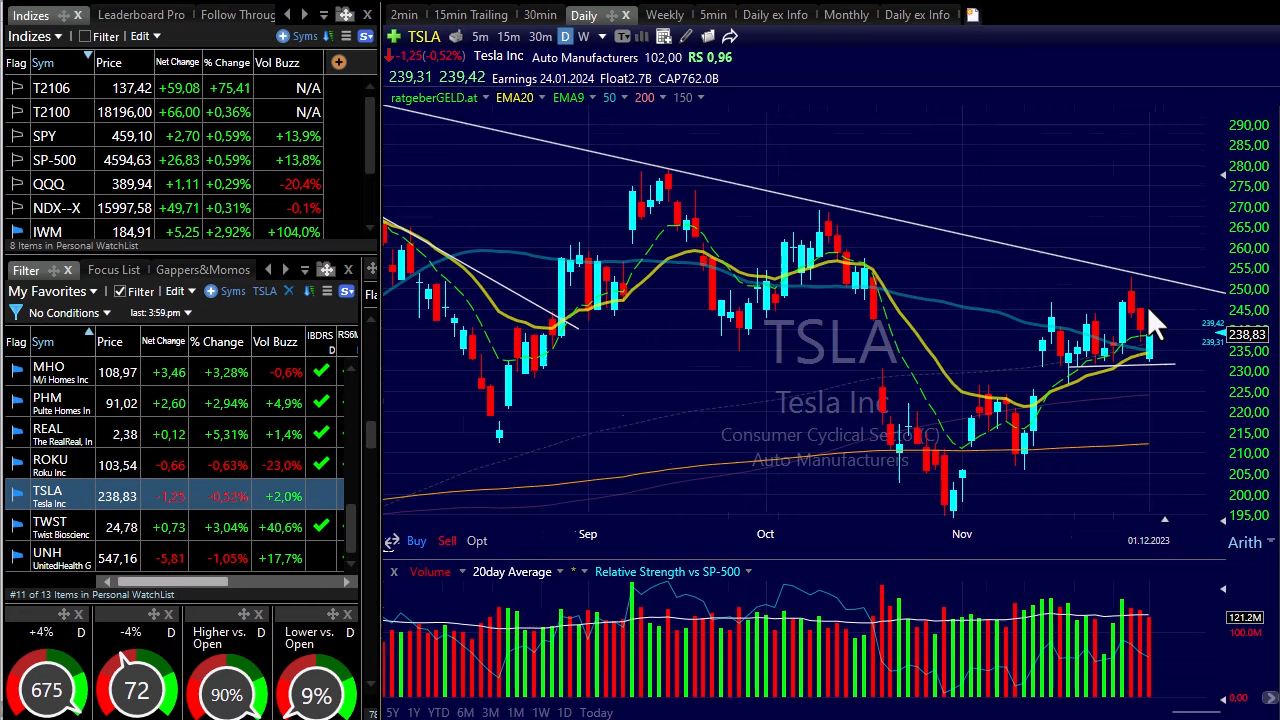 Indizes
Leaderboard Pro
Follow Throug
Indizes
Filter
Edit
Syms
Flag Sym Price Net Change % Change Vol Buzz
T2106 137,42 +59,08 +75,41 N/A
T2100 18196,00 +66,00 +0,36% N/A
SPY 459,10 +2,70 +0,59% +13,9%
SP-500 4594,63 +26,83 +0,59% +13,8%
QQQ 389,94 +1,11 +0,29% -20,4%
NDX--X 15997,58 +49,71 +0,31% -0,1%
IWM 184,91 +5,25 +2,92% +104,0%
8 Items in Personal WatchList
Filter
Focus List
Gappers&Momos
My Favorites
Filter
Edit
Syms
TSLA
No Conditions
last: 3:59pm
Flag Sym Price Net Change % Change Vol Buzz IBDRS D RS6M
MHO 108,97 +3,46 +3,28% -0,6%
M/i Homes Inc
PHM 91,02 +2,60 +2,94% +4,9%
Pulte Homes In
REAL 2,38 +0,12 +5,31% +1,4%
The RealReal, In
ROKU 103,54 -0,66 -0,63% -23,0%
Roku Inc.
TSLA 238,83 -1,25 -0,52% +2,0%
Tesla Inc
TWST 24,78 +0,73 +3,04% +40,6%
Twist Bioscienc
UNH 547,16 -5,81 -1,05% +17,7%
UnitedHealth G
#11 of 13 Items in Personal WatchList
+4% D
-4% D
Higher vs. Open D
Lower vs. Open D
675
72
90%
9%
2min
15min Trailing
30min
Daily
Weekly
5min
Daily ex Info
Monthly
Daily ex Info
TSLA 5m 15m 30m D W
-1,25(-0,52%) Tesla Inc Auto Manufacturers 102,00 RS 0,96
239,31 239,42 Earnings 24.01.2024 Float2.7B CAP762.0B
ratgeberGELD.at EMA20 EMA9 50 200 150
290,00
285,00
280,00
275,00
270,00
265,00
260,00
255,00
250,00
245,00
239,42
238,83
239,31
235,00
230,00
225,00
220,00
215,00
210,00
205,00
200,00
195,00
TSLA
Tesla Inc
Consumer Cyclical Sector(C)
Auto Manufacturers
Buy Sell Opt
Sep Oct Nov 01.12.2023
Arith
X Volume 20day Average * Relative Strength vs SP-500
121.2M
100.0M
0.00
5Y 1Y YTD 6M 3M 1M 1W 1D Today